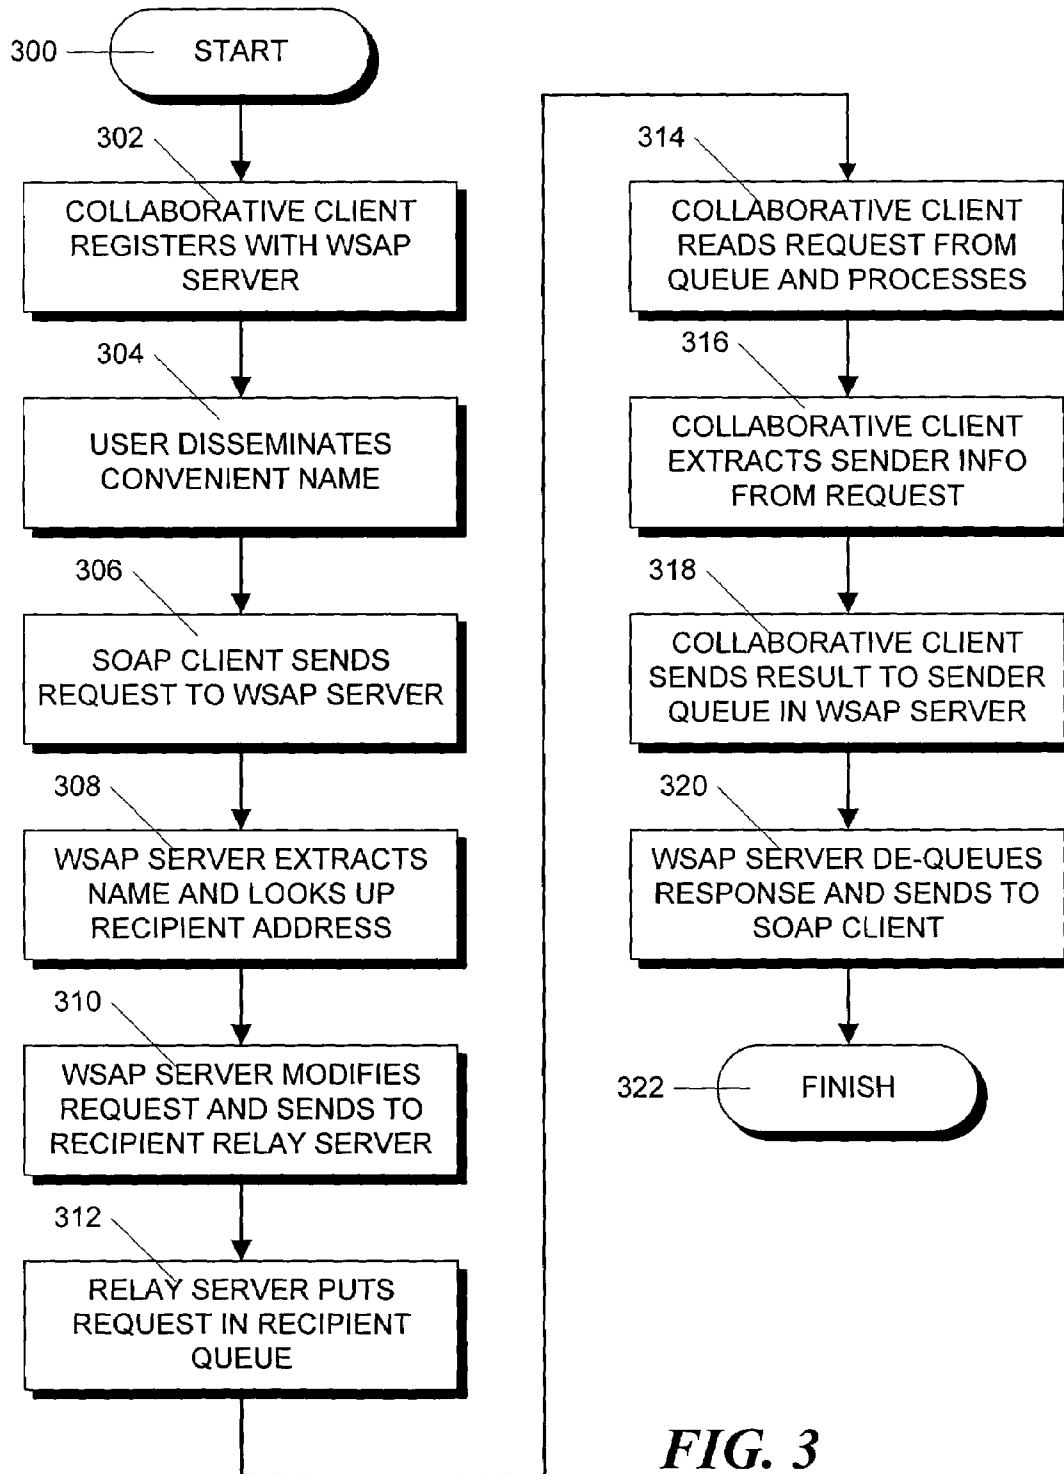 300
START
302
COLLABORATIVE CLIENT
REGISTERS WITH WSAP
SERVER
304
USER DISSEMINATES
CONVENIENT NAME
306
SOAP CLIENT SENDS
REQUEST TO WSAP SERVER
308
WSAP SERVER EXTRACTS
NAME AND LOOKS UP
RECIPIENT ADDRESS
310
WSAP SERVER MODIFIES
REQUEST AND SENDS TO
RECIPIENT RELAY SERVER
312
RELAY SERVER PUTS
REQUEST IN RECIPIENT
QUEUE
314
COLLABORATIVE CLIENT
READS REQUEST FROM
QUEUE AND PROCESSES
316
COLLABORATIVE CLIENT
EXTRACTS SENDER INFO
FROM REQUEST
318
COLLABORATIVE CLIENT
SENDS RESULT TO SENDER
QUEUE IN WSAP SERVER
320
WSAP SERVER DE-QUEUES
RESPONSE AND SENDS TO
SOAP CLIENT
322
FINISH
FIG. 3